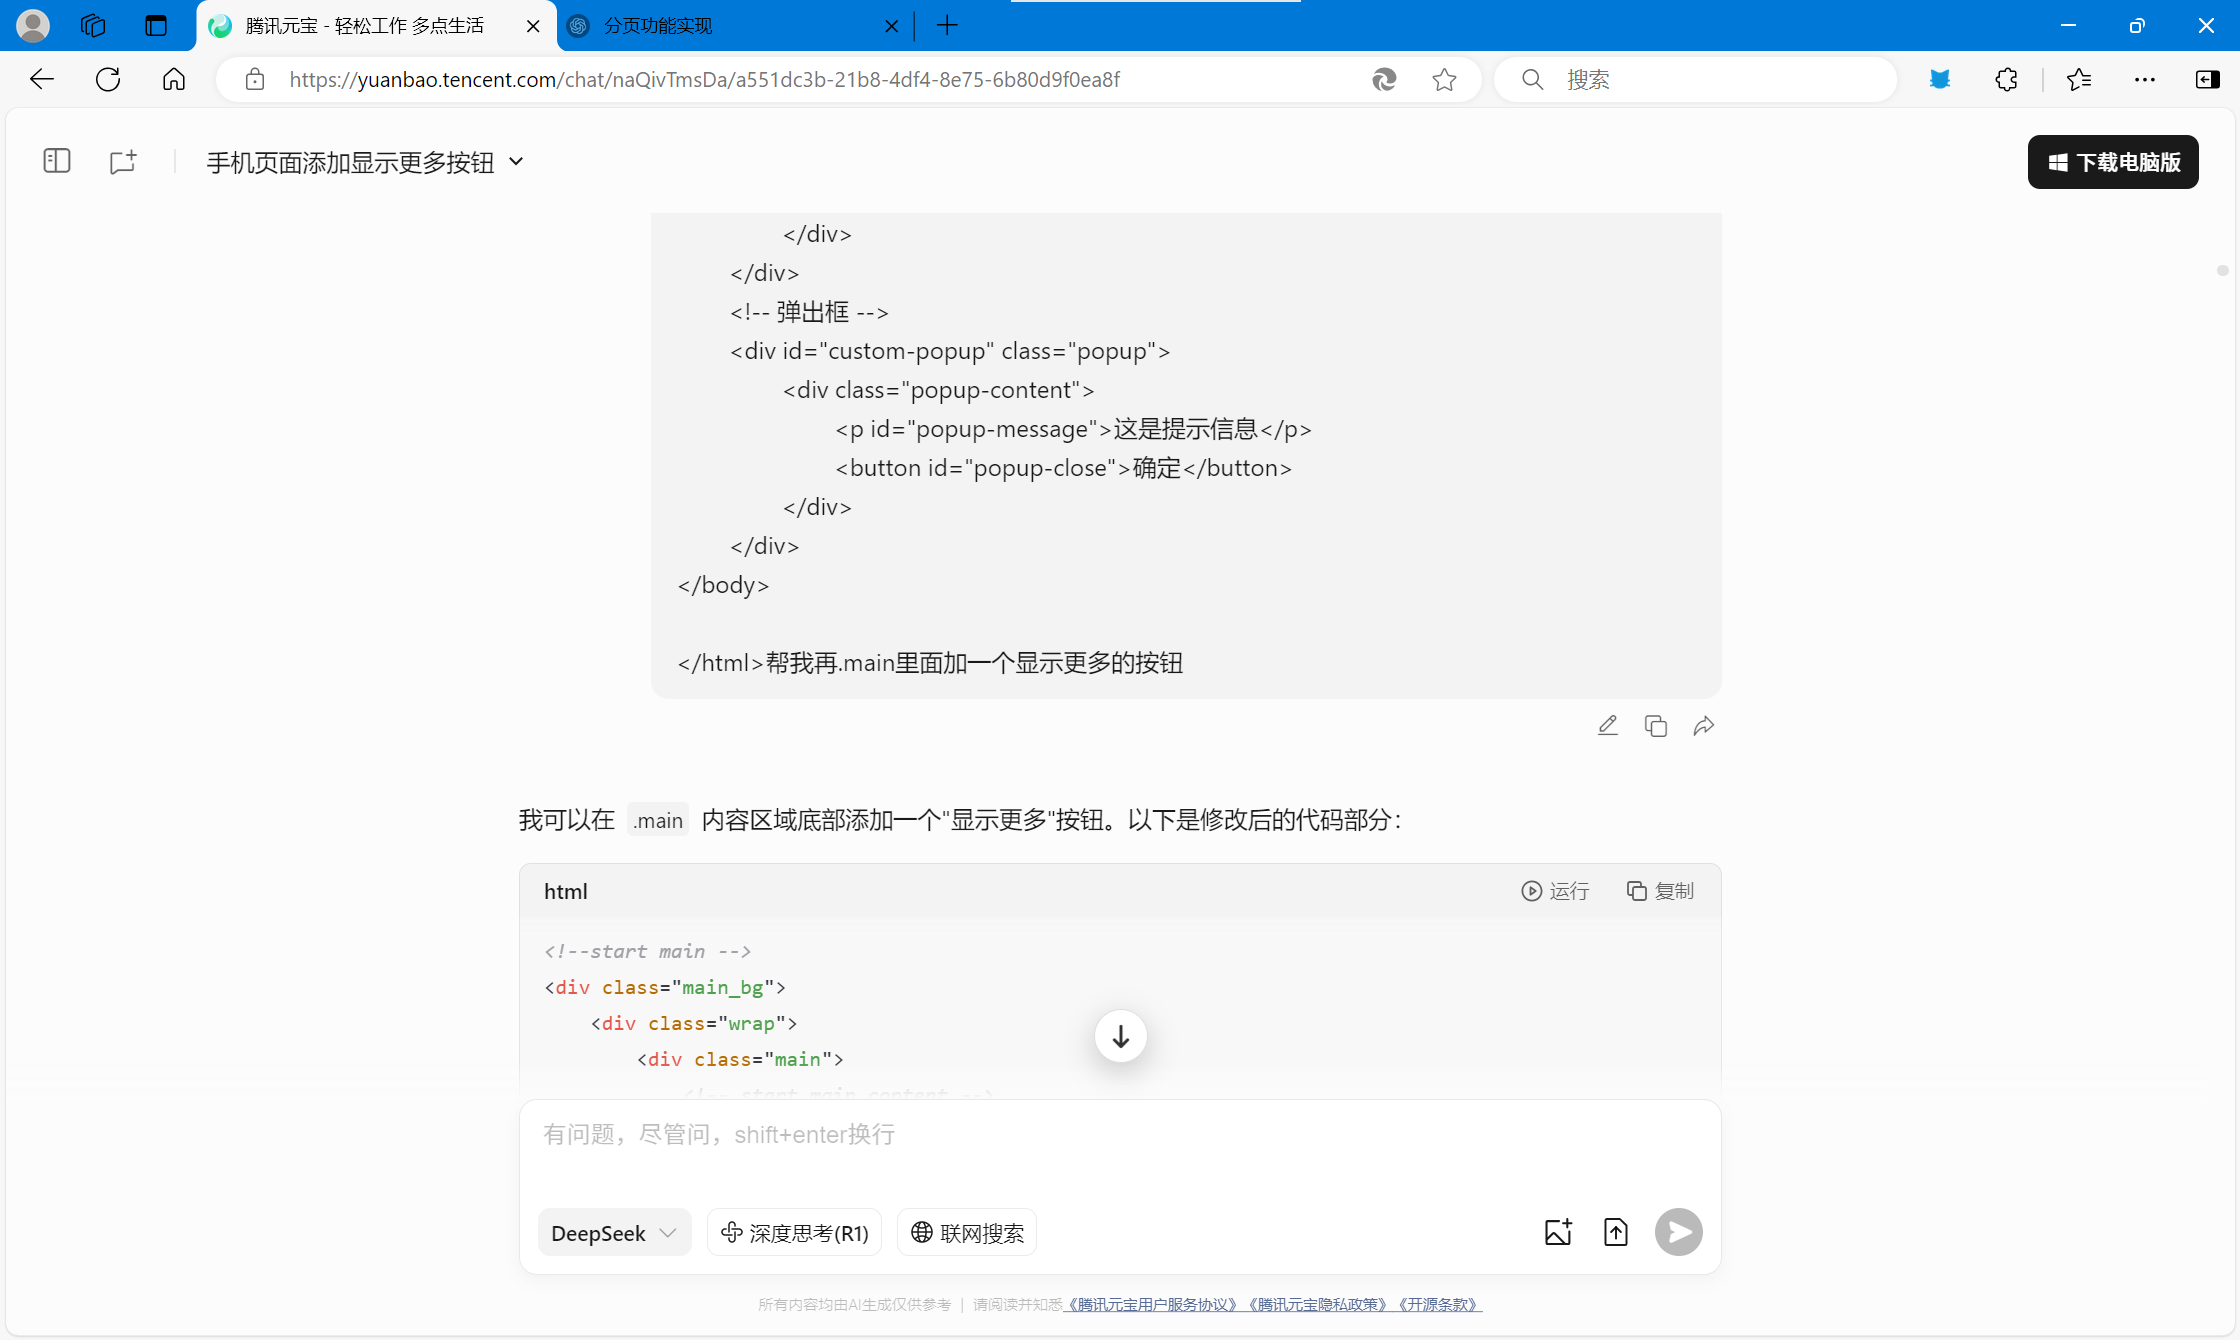 腾讯元宝 - 轻松工作 多点生活
分页功能实现
https://yuanbao.tencent.com/chat/naQivTmsDa/a551dc3b-21b8-4df4-8e75-6b80d9f0ea8f
搜索
手机页面添加显示更多按钮
下载电脑版
</div>
</div>
<!-- 弹出框 -->
<div id="custom-popup" class="popup">
<div class="popup-content">
<p id="popup-message">这是提示信息</p>
<button id="popup-close">确定</button>
</div>
</div>
</body>
</html>帮我再.main里面加一个显示更多的按钮
我可以在 .main 内容区域底部添加一个"显示更多"按钮。以下是修改后的代码部分：
html
运行
复制
<!--start main -->
<div class="main_bg">
<div class="wrap">
<div class="main">
<!-- start main content -->
有问题，尽管问，shift+enter换行
DeepSeek
深度思考(R1)
联网搜索
所有内容均由AI生成仅供参考 | 请阅读并知悉《腾讯元宝用户服务协议》《腾讯元宝隐私政策》《开源条款》